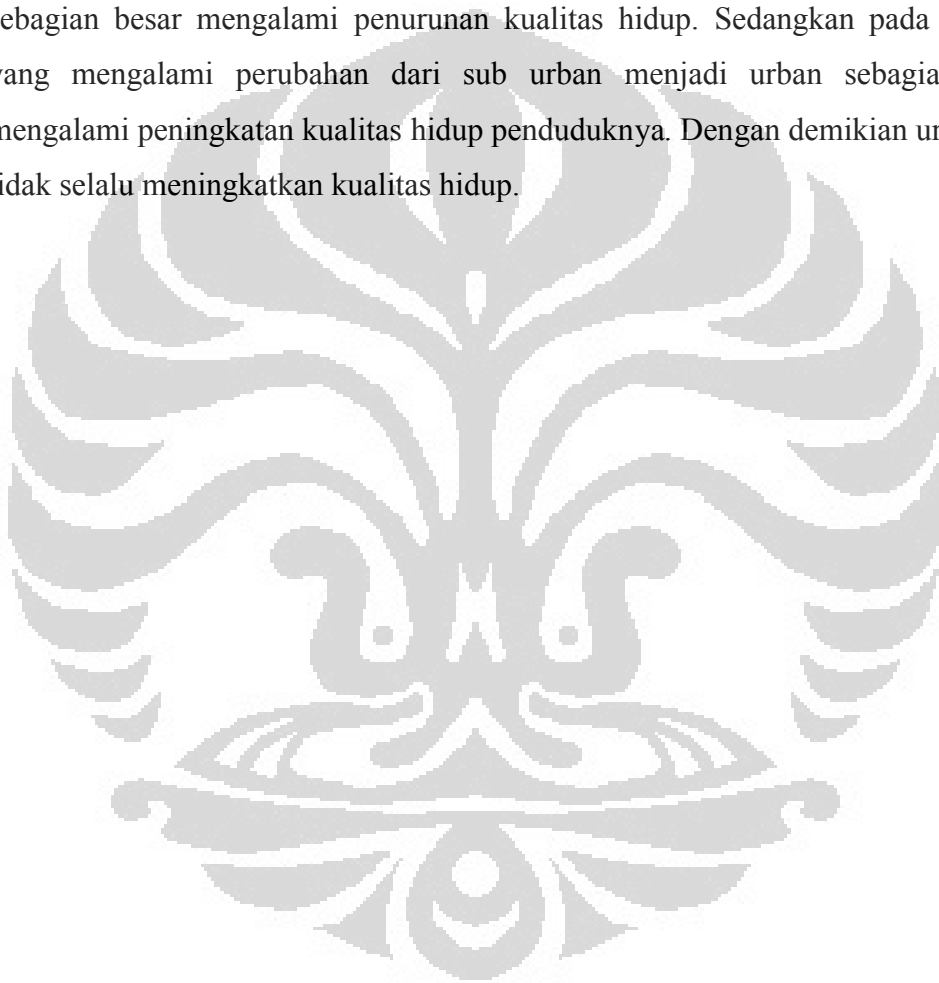 ebagian besar mengalami penurunan kualitas hidup. Sedangkan pada
yang mengalami perubahan dari sub urban menjadi urban sebagia
mengalami peningkatan kualitas hidup penduduknya. Dengan demikian ur
idak selalu meningkatkan kualitas hidup.